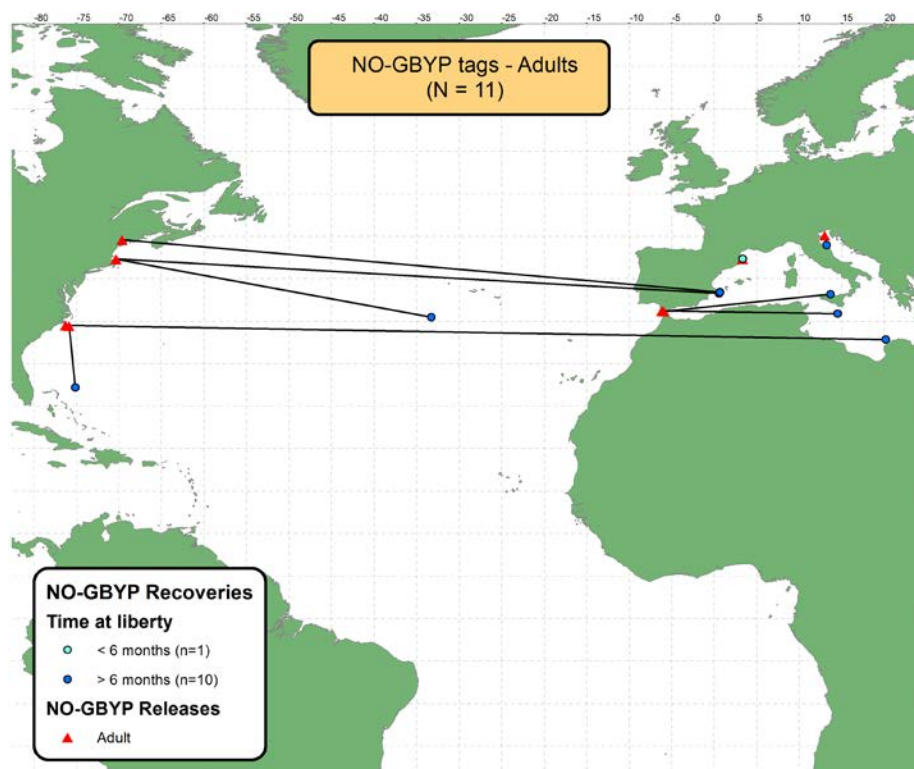 -80 -75 -70 -65 -60 -55 -50 -45 -40 -35 -30 -25 -20 -15 -10 -5 0 5 10 15 20
NO-GBYP tags - Adults
(N = 11)
NO-GBYP Recoveries
Time at liberty
< 6 months (n=1)
> 6 months (n=10)
NO-GBYP Releases
Adult